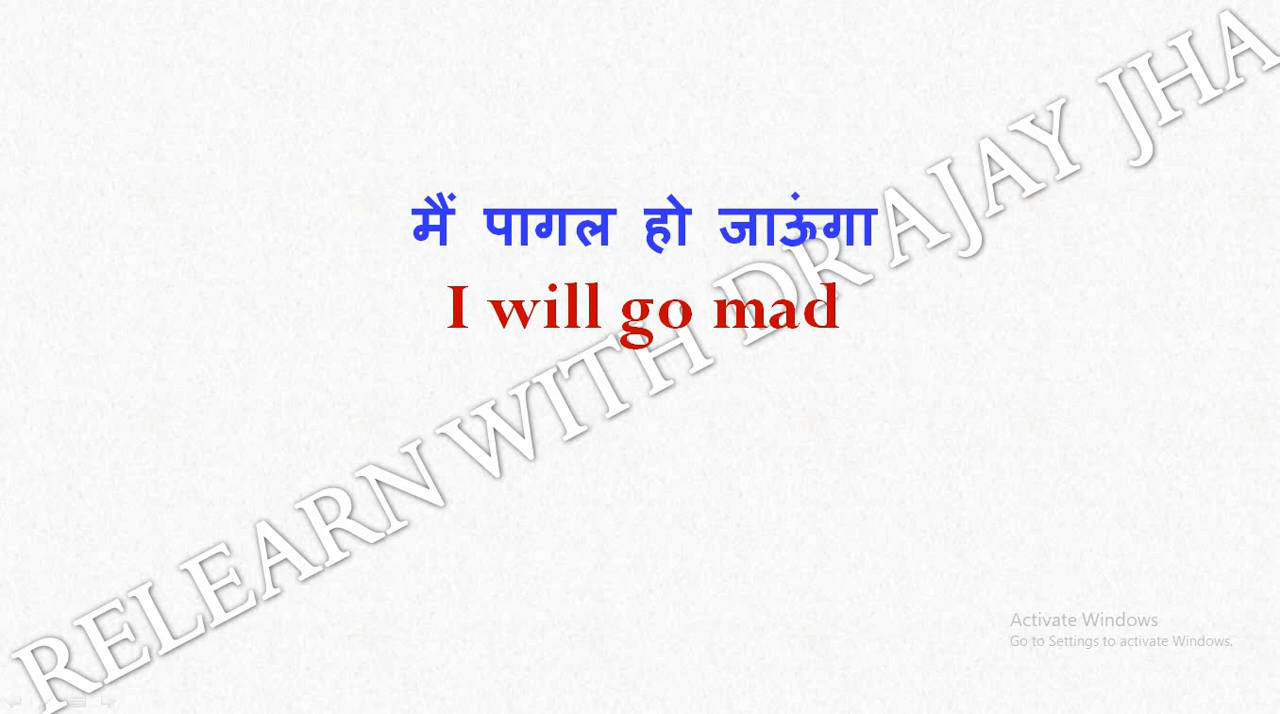 मैं पागल हो जाऊंगा
I will go mad
RELEARN WITH DR AJAY JHA
Activate Windows
Go to Settings to activate Windows.